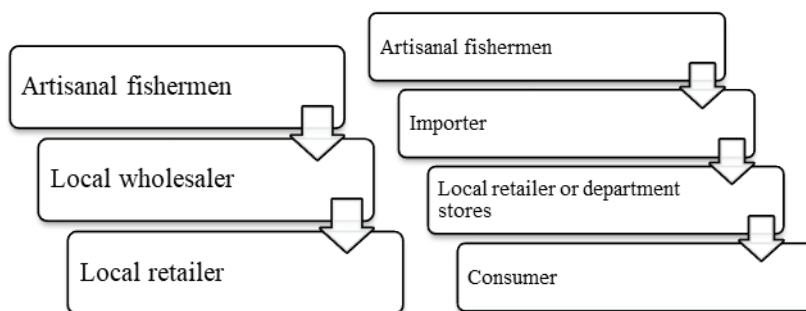 Artisanal fishermen
Local wholesaler
Local retailer
Artisanal fishermen
Importer
Local retailer or department
stores
Consumer